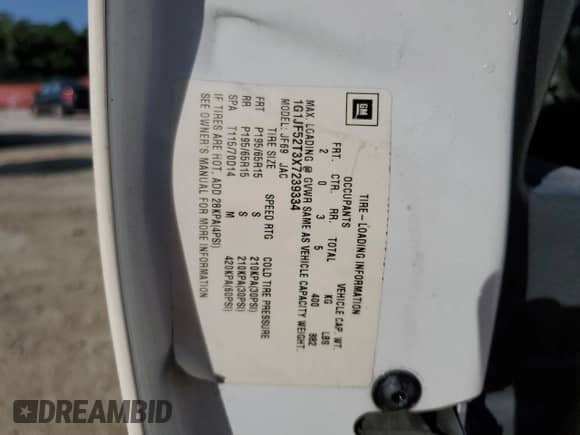 GM
TIRE-LOADING INFORMATION
OCCUPANTS VEHICLE CAP. WT.
FRT. CTR. RR. TOTAL KG LBS
2 0 3 5 400 882
MAX. LOADING @ GVWR SAME AS VEHICLE CAPACITY WEIGHT.
1G1JF52T3X7239334
MODEL: JF69 JAC
TIRE SIZE SPEED RTG COLD TIRE PRESSURE
FRT P195/65R15 S 210KPA(30PSI)
RR P195/65R15 S 210KPA(30PSI)
SPA T115/70D14 M 420KPA(60PSI)
IF TIRES ARE HOT, ADD 28KPA(4PSI)
SEE OWNER'S MANUAL FOR MORE INFORMATION
DREAMBID